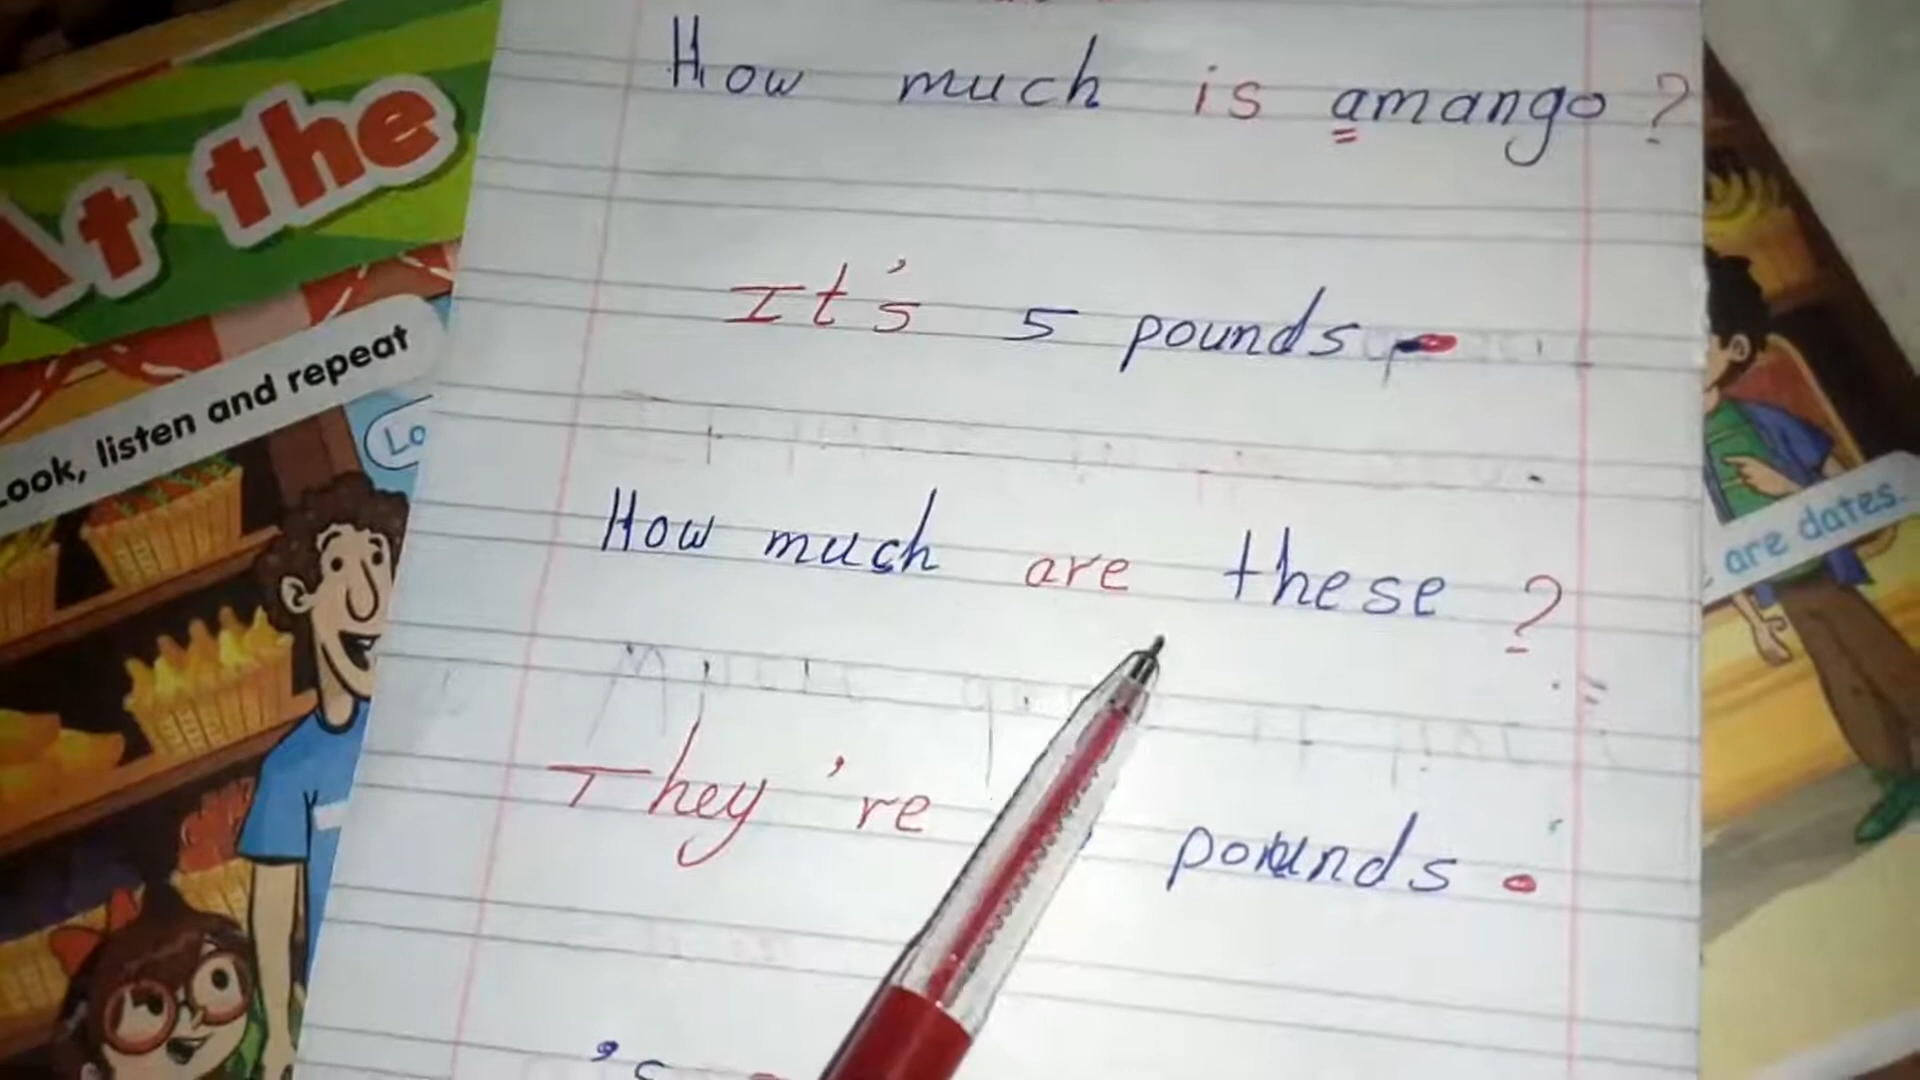 At the
Look, listen and repeat
Lo
How much is amango ?
It's 5 pounds
How much are these ?
They're pounds.
are dates.
's